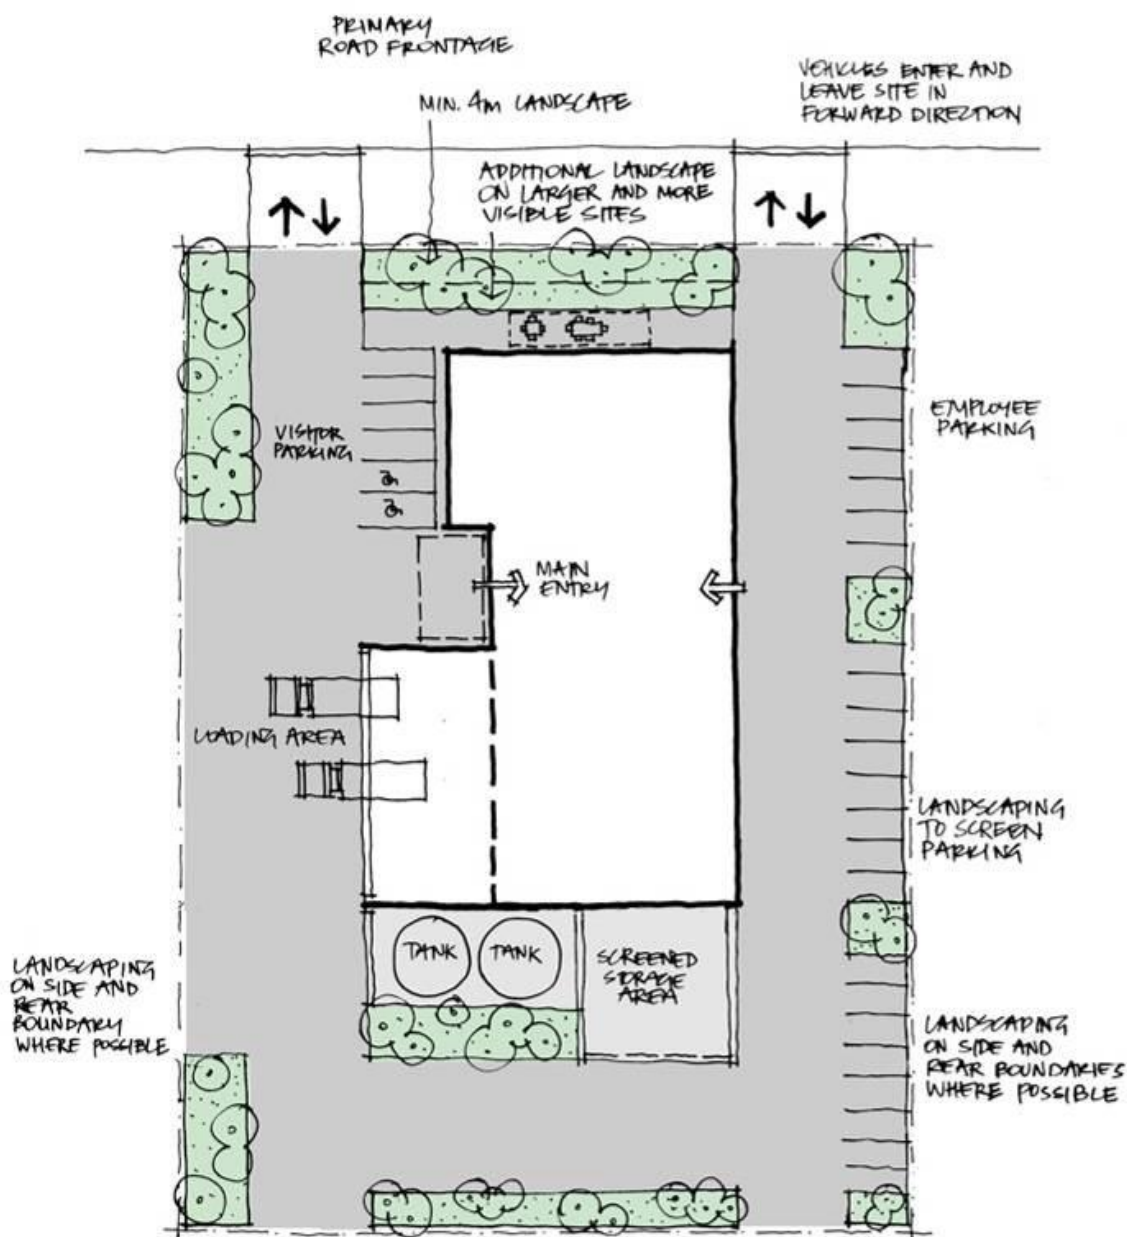 PRIMARY
ROAD FRONTAGE
VEHICLES ENTER AND
LEAVE SITE IN
FORWARD DIRECTION
MIN. 4m LANDSCAPE
ADDITIONAL LANDSCAPE
ON LARGER AND MORE
VISIBLE SITES
EMPLOYEE
PARKING
VISITOR
PARKING
MAIN
ENTRY
LOADING AREA
LANDSCAPING
TO SCREEN
PARKING
TANK
TANK
SCREENED
STORAGE
AREA
LANDSCAPING
ON SIDE AND
REAR
BOUNDARY
WHERE POSSIBLE
LANDSCAPING
ON SIDE AND
REAR BOUNDARIES
WHERE POSSIBLE